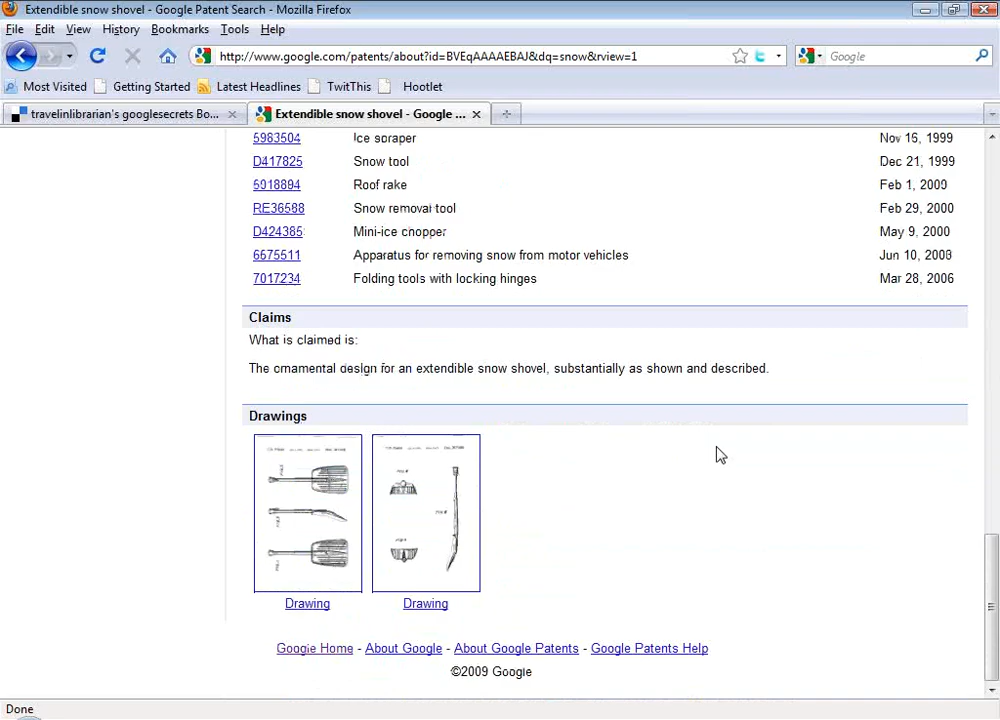 Extendible snow shovel - Google Patent Search - Mozilla Firefox
File Edit View History Bookmarks Tools Help
http://www.google.com/patents/about?id=BVEqAAAAEBAJ&dq=snow&rview=1
Google
Most Visited Getting Started Latest Headlines TwitThis Hootlet
travelinlibrarian's googlesecrets Bo...
Extendible snow shovel - Google ...
5983504 Ice soraper Nov 15, 1999
D417825 Snow tool Dec 21, 1999
6918894 Roof rake Feb 1, 2000
RE36588 Snow removal tool Feb 29, 2000
D424385 Mini-ice cnopper May 9, 2000
6675511 Apparatus for removing snow from motor vehicles Jun 10, 2008
7017234 Folding tools with locking hinges Mar 28, 2006
Claims
What is claimed is:
The ornamental design for an extendible snow shovel, substantially as shown and described.
Drawings
Drawing Drawing
Google Home - About Google - About Google Patents - Google Patents Help
©2009 Google
Done